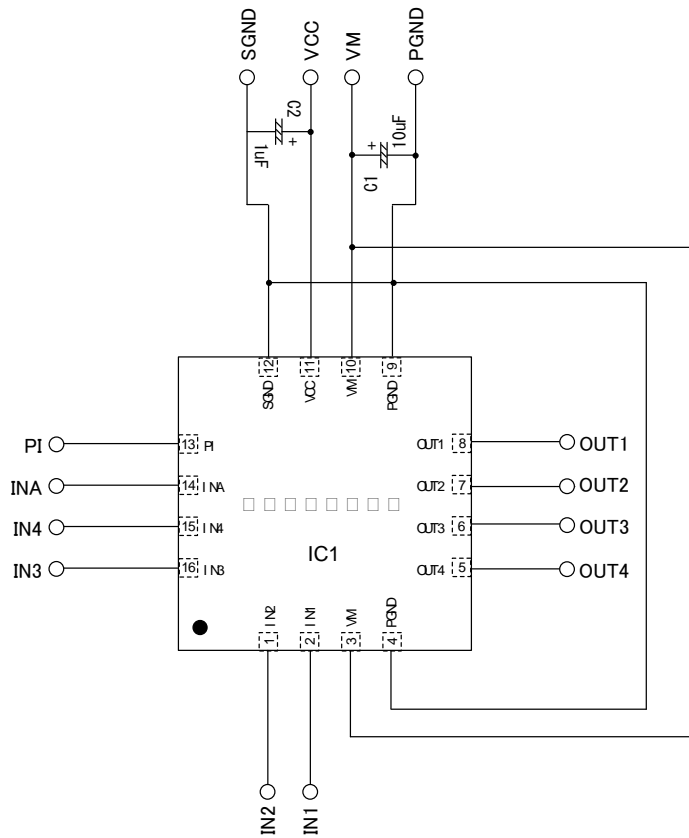 SGND
VCC
VM
PGND
C2
1uF
+
+
10uF
C1
12
11
10
9
SGND
VCC
VM
PGND
PI
13
PI
INA
14
INA
IN4
15
IN4
IN3
16
IN3
OUT1
8
OUT1
OUT2
7
OUT2
OUT3
6
OUT3
OUT4
5
OUT4
IC1
IN2
IN1
VM
PGND
1
2
3
4
IN2
IN1